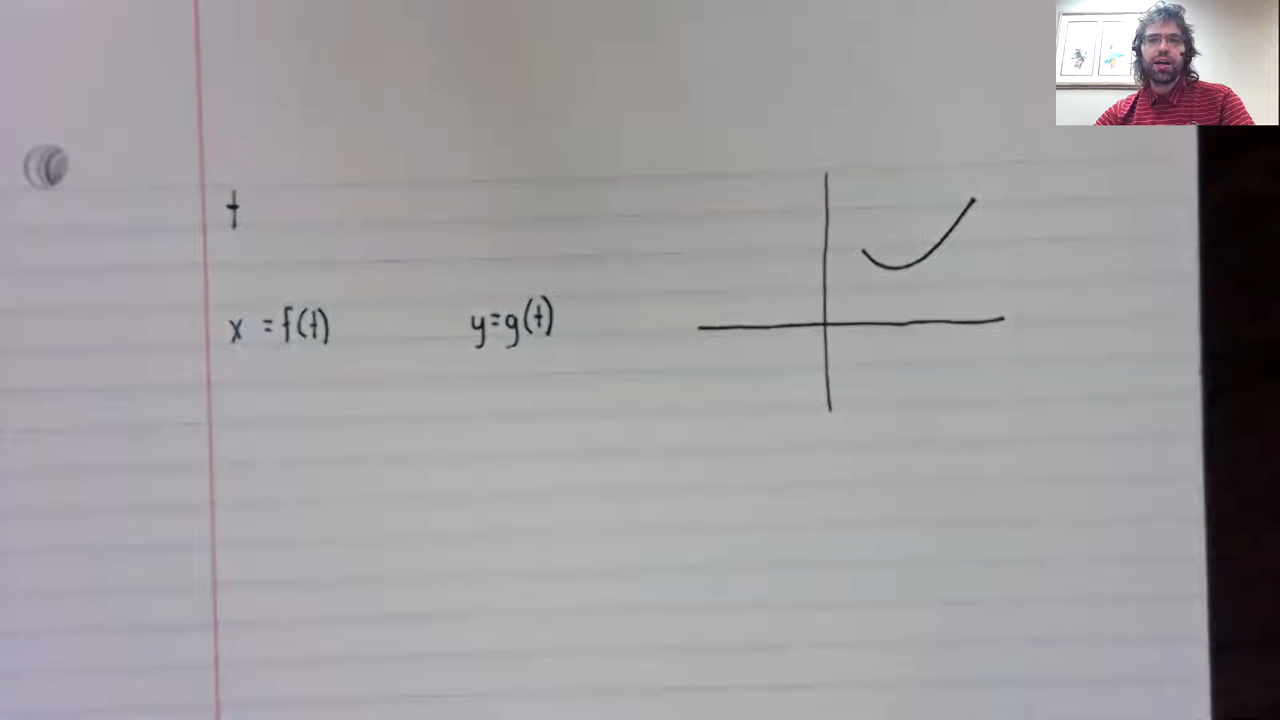 t
x = f(t) y=g(t)